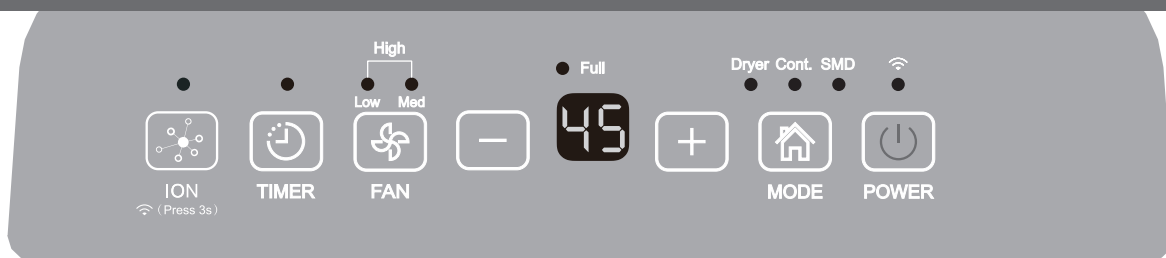 High
Full
Dryer Cont. SMD
Low Med
45
ION
TIMER
FAN
MODE
POWER
(Press 3s)